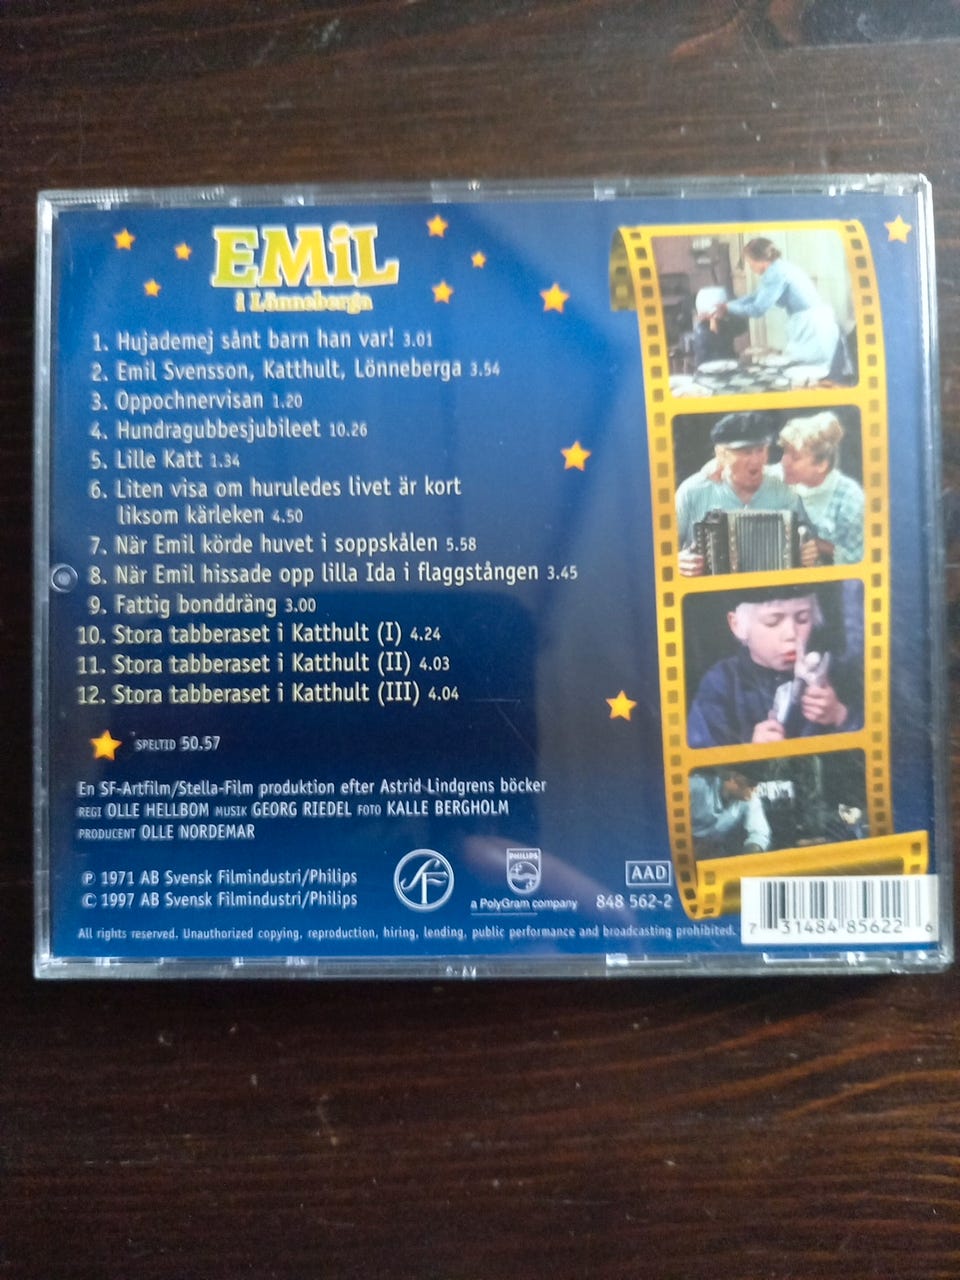 EMiL
i Lönneberga
1. Hujademej sånt barn han var! 3.01
2. Emil Svensson, Katthult, Lönneberga 3.54
3. Oppochnervisan 1.20
4. Hundragubbesjubileet 10.26
5. Lille Katt 1.34
6. Liten visa om huruledes livet är kort
liksom kärleken 4.50
7. När Emil körde huvet i soppskålen 5.58
8. När Emil hissade opp lilla Ida i flaggstången 3.45
9. Fattig bonddräng 3.00
10. Stora tabberaset i Katthult (I) 4.24
11. Stora tabberaset i Katthult (II) 4.03
12. Stora tabberaset i Katthult (III) 4.04
SPELTID 50.57
En SF-Artfilm/Stella-Film produktion efter Astrid Lindgrens böcker
REGI OLLE HELLBOM MUSIK GEORG RIEDEL FOTO KALLE BERGHOLM
PRODUCENT OLLE NORDEMAR
℗ 1971 AB Svensk Filmindustri/Philips
© 1997 AB Svensk Filmindustri/Philips
SF
PHILIPS
a PolyGram company
AAD
848 562-2
All rights reserved. Unauthorized copying, reproduction, hiring, lending, public performance and broadcasting prohibited.
7 31484 85622 6